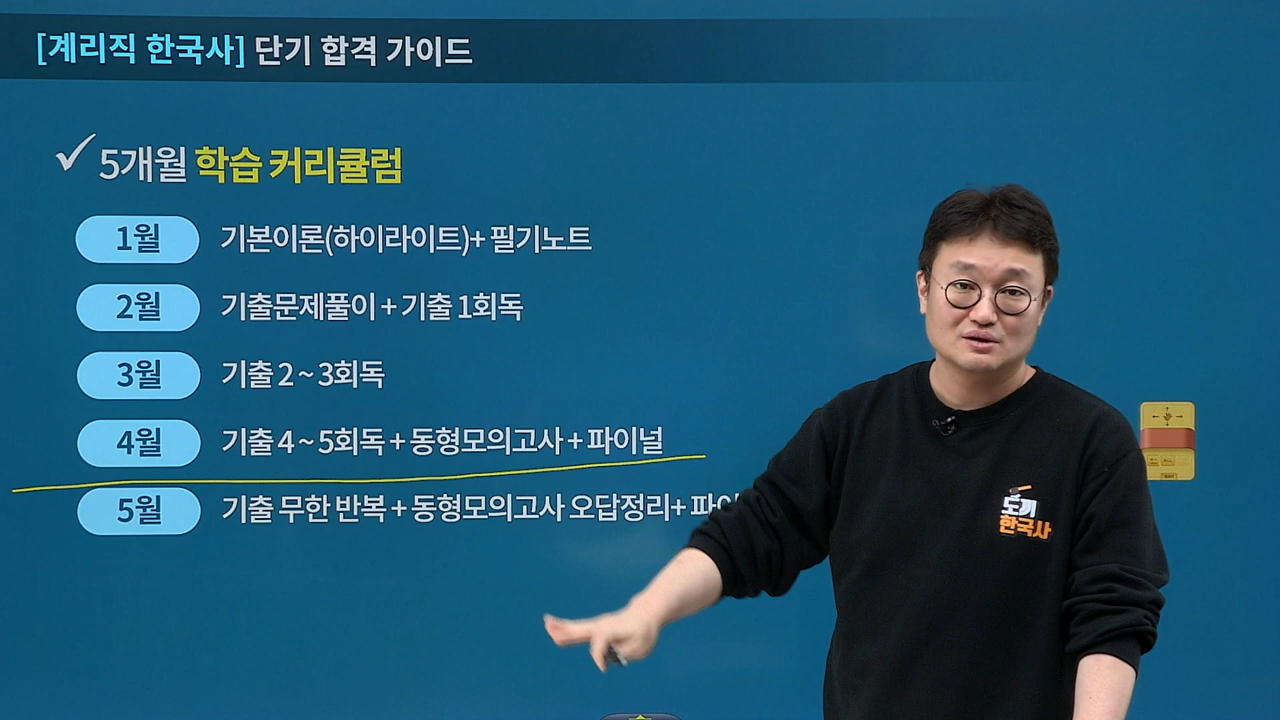 [계리직 한국사] 단기 합격 가이드
✓ 5개월 학습 커리큘럼
1월 기본이론(하이라이트)+ 필기노트
2월 기출문제풀이 + 기출 1회독
3월 기출 2 ~ 3회독
4월 기출 4 ~ 5회독 + 동형모의고사 + 파이널
5월 기출 무한 반복 + 동형모의고사 오답정리+
도끼
한국사